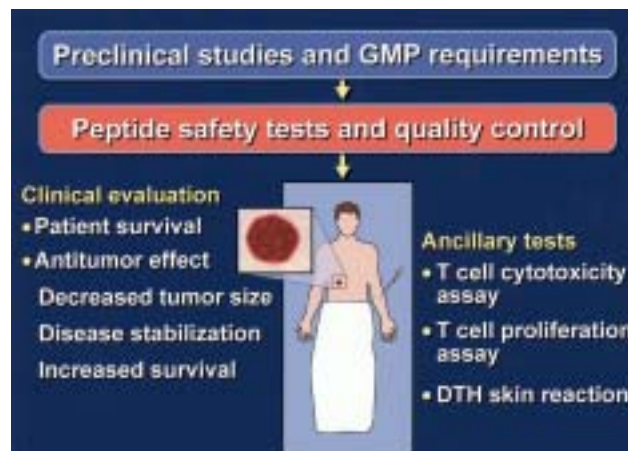 Preclinical studies and GMP requirements
Peptide safety tests and quality control
Clinical evaluation
• Patient survival
• Antitumor effect
Decreased tumor size
Disease stabilization
Increased survival
Ancillary tests
• T cell cytotoxicity
assay
• T cell proliferation
assay
• DTH skin reaction